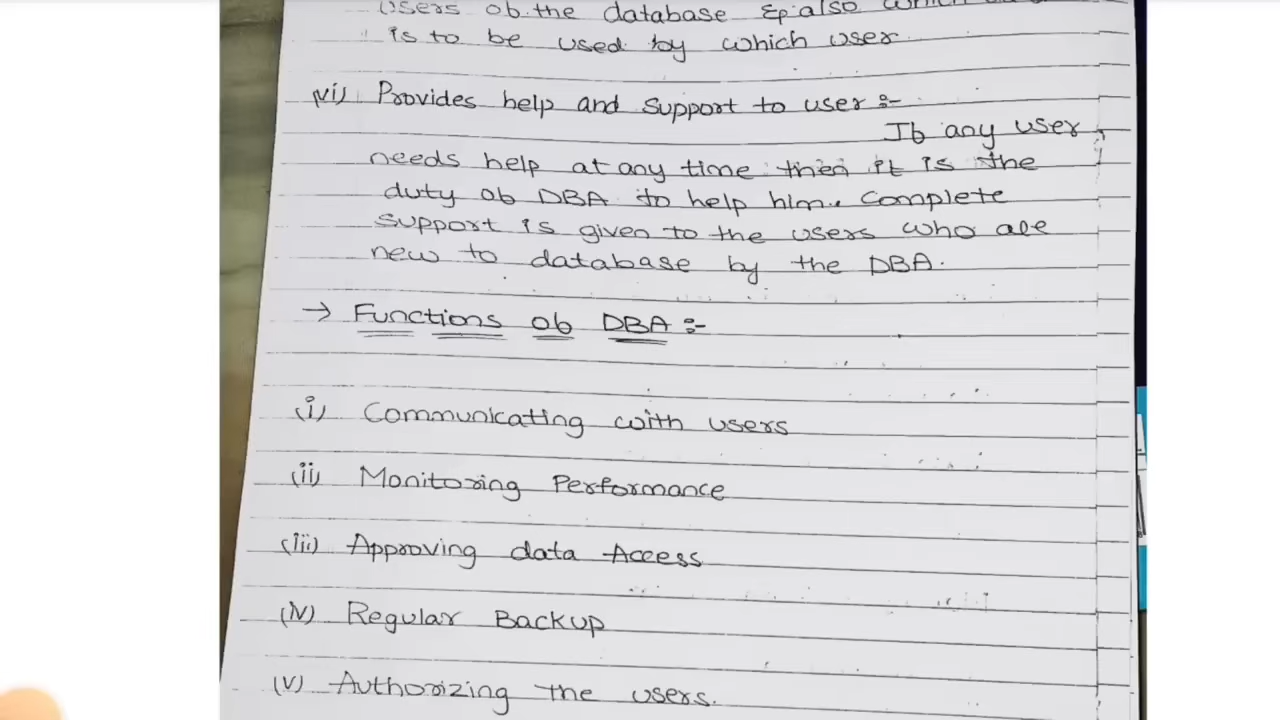 users of the database & also which
is to be used by which user
(vi) Provides help and support to user :-
If any user
needs help at any time then it is the
duty of DBA to help him. Complete
support is given to the users who are
new to database by the DBA.
→ Functions of DBA :-
(i) Communicating with users
(ii) Monitoring Performance
(iii) Approving data Access
(iv) Regular Backup
(v) Authorizing the users.